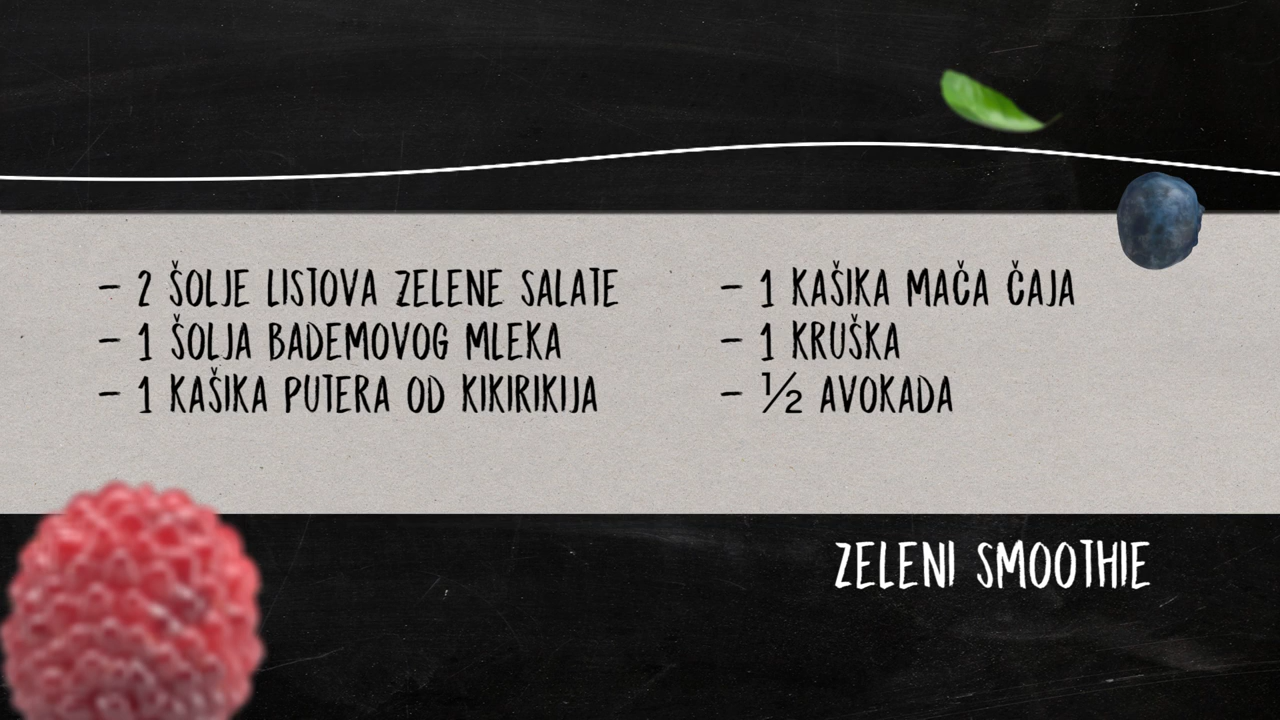 - 2 ŠOLJE LISTOVA ZELENE SALATE
- 1 ŠOLJA BADEMOVOG MLEKA
- 1 KAŠIKA PUTERA OD KIKIRIKIJA
- 1 KAŠIKA MAČA ČAJA
- 1 KRUŠKA
- ½ AVOKADA
ZELENI SMOOTHIE